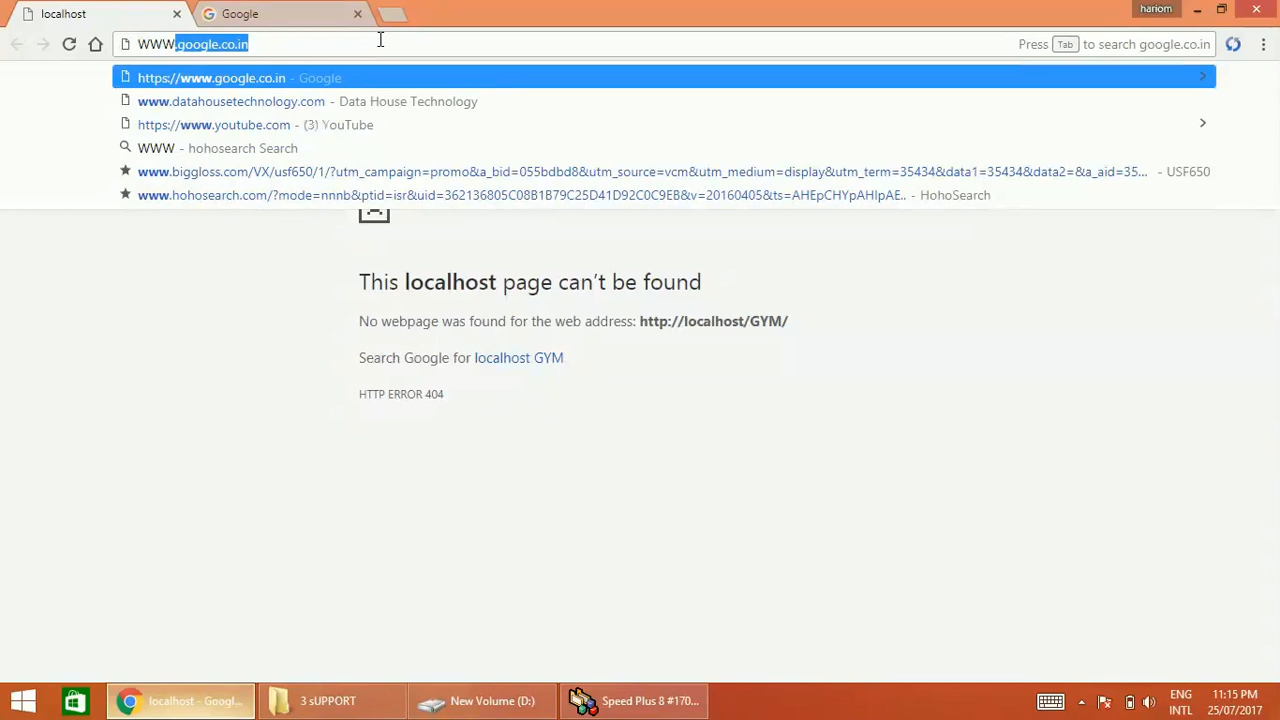 localhost
Google
hariom
WWW.google.co.in
Press Tab to search google.co.in
https://www.google.co.in - Google
www.datahousetechnology.com - Data House Technology
https://www.youtube.com - (3) YouTube
WWW - hohosearch Search
www.biggloss.com/VX/usf650/1/?utm_campaign=promo&a_bid=055bdbd8&utm_source=vcm&utm_medium=display&utm_term=35434&data1=35434&data2=&a_aid=35... - USF650
www.hohosearch.com/?mode=nnnb&ptid=isr&uid=362136805C08B1B79C25D41D92C0C9EB&v=20160405&ts=AHEpCHYpAHIpAE.. - HohoSearch
This localhost page can't be found
No webpage was found for the web address: http://localhost/GYM/
Search Google for localhost GYM
HTTP ERROR 404
localhost - Googl...
3 sUPPORT
New Volume (D:)
Speed Plus 8 #170...
ENG
INTL
11:15 PM
25/07/2017